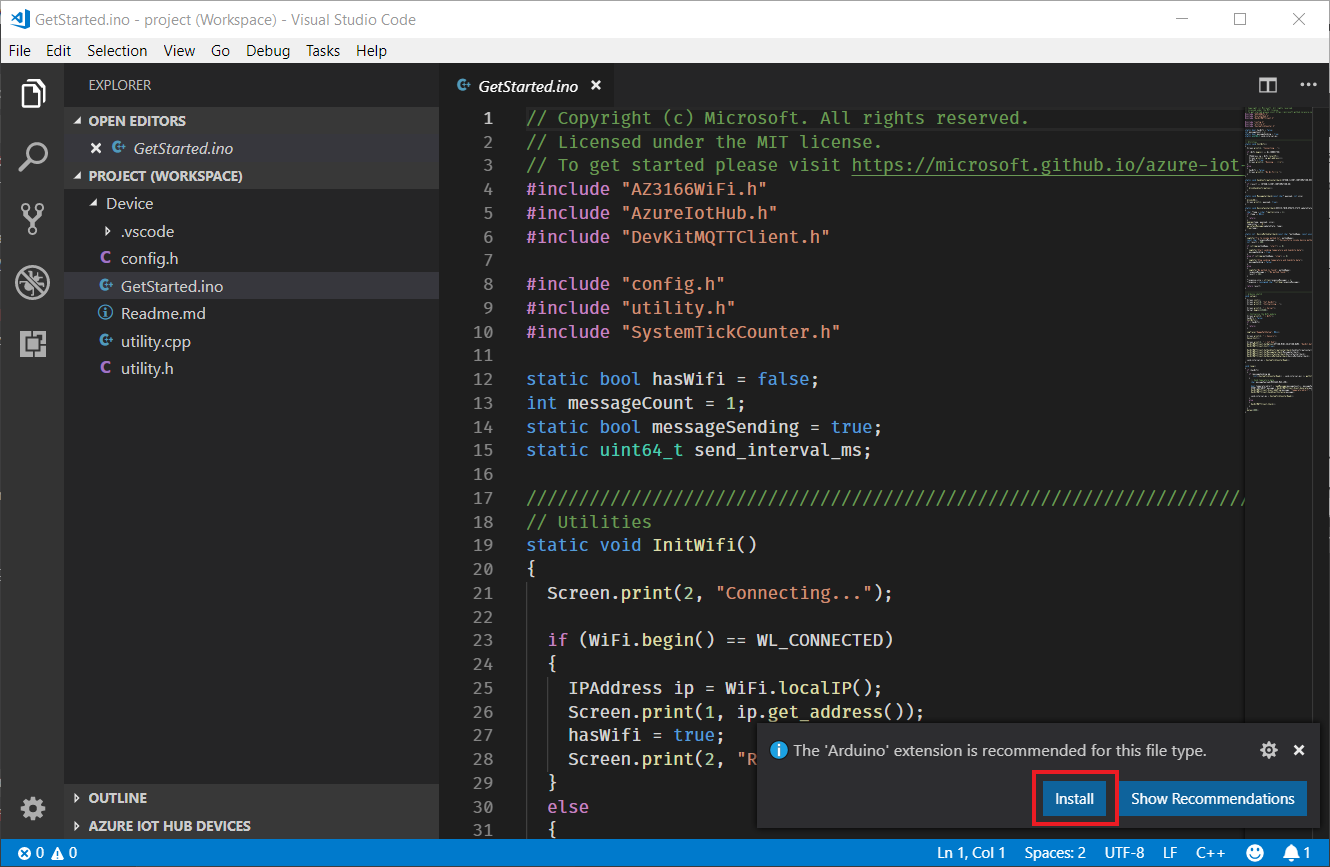 GetStarted.ino - project (Workspace) - Visual Studio Code
File Edit Selection View Go Debug Tasks Help
EXPLORER
OPEN EDITORS
GetStarted.ino
PROJECT (WORKSPACE)
Device
.vscode
C config.h
GetStarted.ino
Readme.md
utility.cpp
C utility.h
OUTLINE
AZURE IOT HUB DEVICES
GetStarted.ino
1 // Copyright (c) Microsoft. All rights reserved.
2 // Licensed under the MIT license.
3 // To get started please visit https://microsoft.github.io/azure-iot-
4 #include "AZ3166WiFi.h"
5 #include "AzureIotHub.h"
6 #include "DevKitMQTTClient.h"
7
8 #include "config.h"
9 #include "utility.h"
10 #include "SystemTickCounter.h"
11
12 static bool hasWifi = false;
13 int messageCount = 1;
14 static bool messageSending = true;
15 static uint64_t send_interval_ms;
16
17 /////////////////////////////////////////////////////////////////////
18 // Utilities
19 static void InitWifi()
20 {
21 Screen.print(2, "Connecting...");
22
23 if (WiFi.begin() == WL_CONNECTED)
24 {
25 IPAddress ip = WiFi.localIP();
26 Screen.print(1, ip.get_address());
27 hasWifi = true;
28 Screen.print(2, "R
29 }
30 else
31 {
The 'Arduino' extension is recommended for this file type.
Install Show Recommendations
0 0 Ln 1, Col 1 Spaces: 2 UTF-8 LF C++ 1